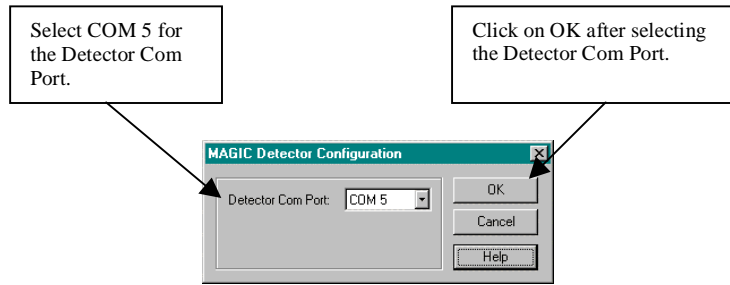 Select COM 5 for
the Detector Com
Port.
Click on OK after selecting
the Detector Com Port.
MAGIC Detector Configuration
Detector Com Port: COM 5
OK
Cancel
Help